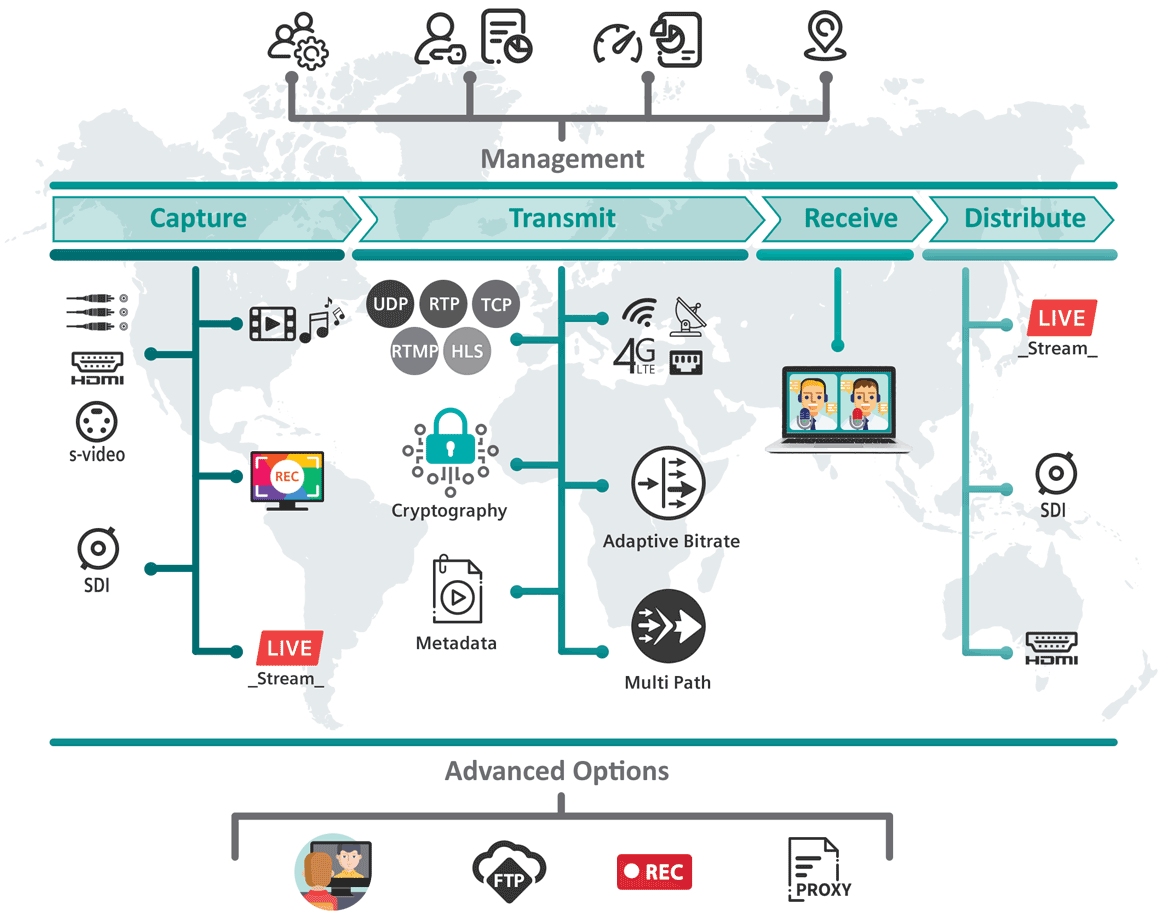 Management
Capture
Transmit
Receive
Distribute
HDMI
s-video
SDI
REC
LIVE
_Stream_
UDP
RTP
TCP
RTMP
HLS
Cryptography
Metadata
4G
LTE
Adaptive Bitrate
Multi Path
LIVE
_Stream_
SDI
HDMI
Advanced Options
FTP
REC
PROXY